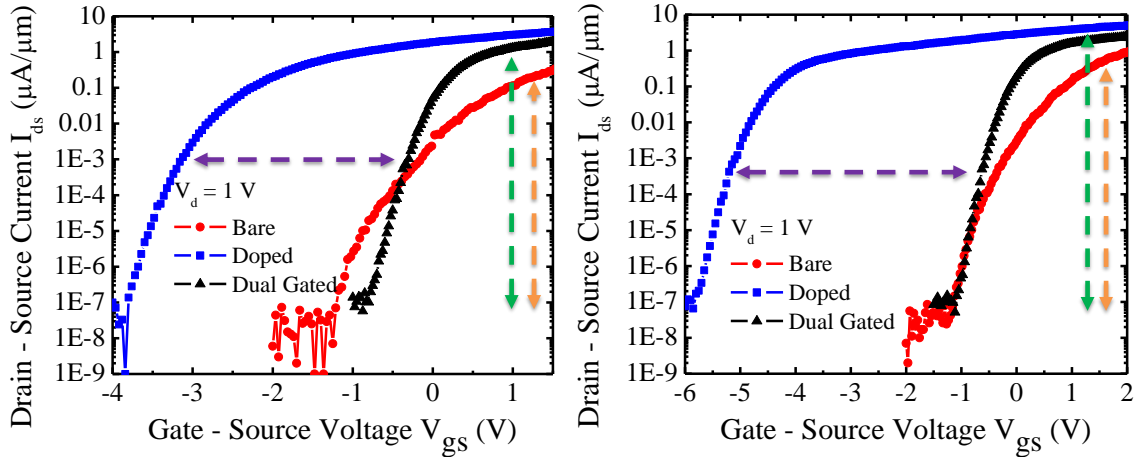 Drain - Source Current I_ds (μA/μm)
10
1
0.1
0.01
1E-3
1E-4
1E-5
1E-6
1E-7
1E-8
1E-9
V_d = 1 V
Bare
Doped
Dual Gated
-4 -3 -2 -1 0 1
Gate - Source Voltage V_gs (V)
Drain - Source Current I_ds (μA/μm)
10
1
0.1
0.01
1E-3
1E-4
1E-5
1E-6
1E-7
1E-8
1E-9
V_d = 1 V
Bare
Doped
Dual Gated
-6 -5 -4 -3 -2 -1 0 1 2
Gate - Source Voltage V_gs (V)